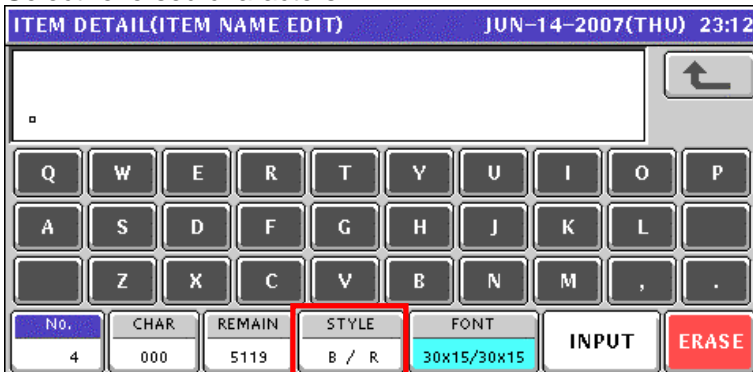 ITEM DETAIL(ITEM NAME EDIT) JUN-14-2007(THU) 23:12
Q W E R T Y U I O P
A S D F G H J K L
Z X C V B N M , .
No. CHAR REMAIN STYLE FONT INPUT ERASE
4 000 5119 B / R 30x15/30x15